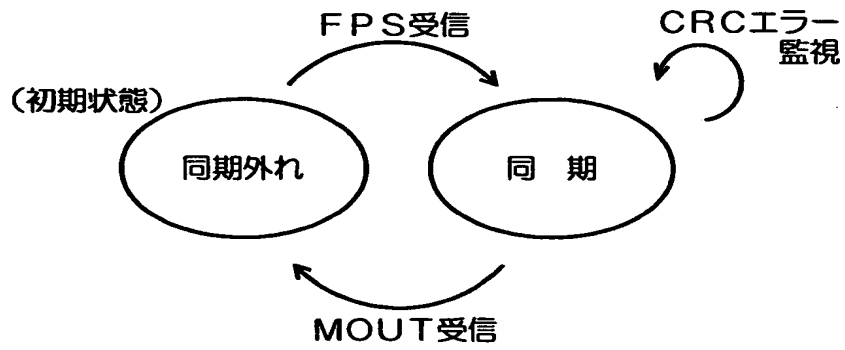 FPS受信
CRCエラー
監視
(初期状態)
同期外れ
同 期
MOUT受信